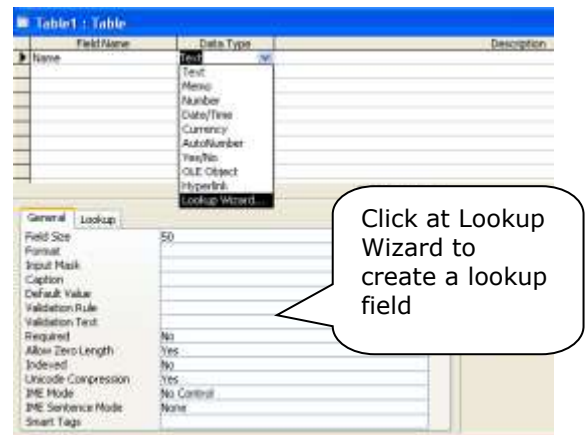 Table1 : Table
Field Name Data Type Description
Name Text
Text
Memo
Number
Date/Time
Currency
AutoNumber
Yes/No
OLE Object
Hyperlink
Lookup Wizard...
General Lookup
Field Size 50
Format
Input Mask
Caption
Default Value
Validation Rule
Validation Text
Required No
Allow Zero Length Yes
Indexed No
Unicode Compression Yes
IME Mode No Control
IME Sentence Mode None
Smart Tags
Click at Lookup
Wizard to
create a lookup
field